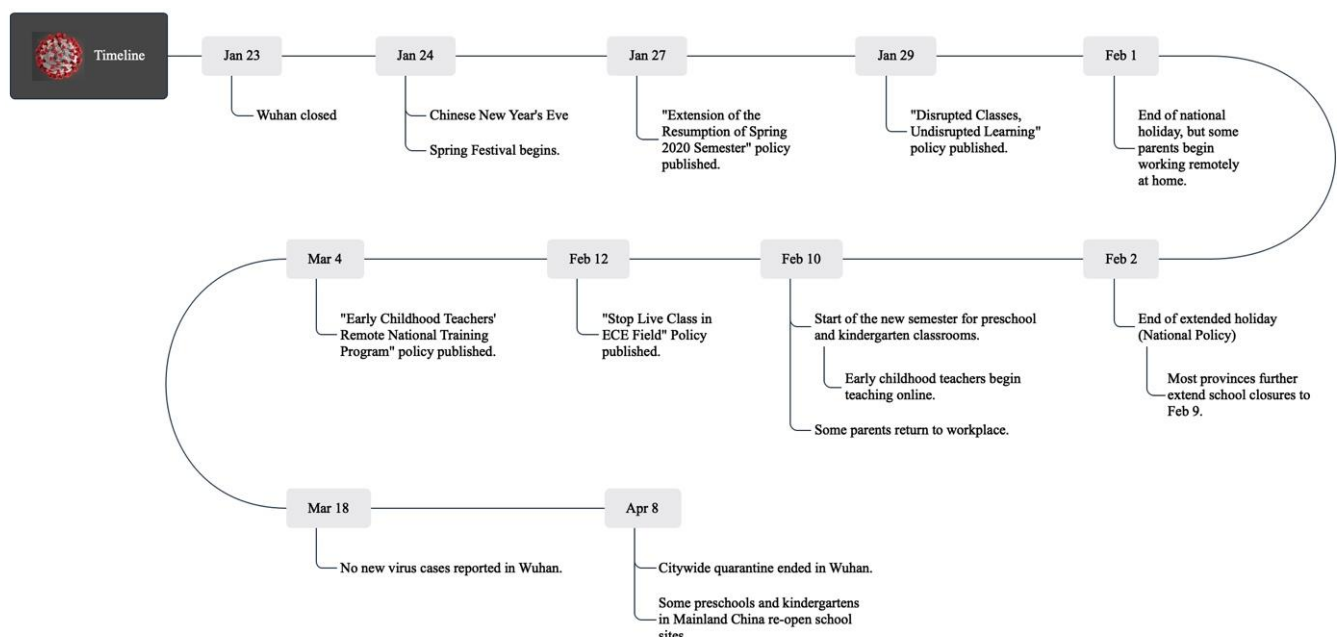 Timeline
Jan 23
Jan 24
Jan 27
Jan 29
Feb 1
Wuhan closed
Chinese New Year's Eve
Spring Festival begins.
"Extension of the
Resumption of Spring
2020 Semester" policy
published.
"Disrupted Classes,
Undisrupted Learning"
policy published.
End of national
holiday, but some
parents begin
working remotely
at home.
Feb 2
End of extended holiday
(National Policy)
Most provinces further
extend school closures to
Feb 9.
Feb 10
Start of the new semester for preschool
and kindergarten classrooms.
Early childhood teachers begin
teaching online.
Some parents return to workplace.
Feb 12
"Stop Live Class in
ECE Field" Policy
published.
Mar 4
"Early Childhood Teachers'
Remote National Training
Program" policy published.
Mar 18
No new virus cases reported in Wuhan.
Apr 8
Citywide quarantine ended in Wuhan.
Some preschools and kindergartens
in Mainland China re-open school
sites